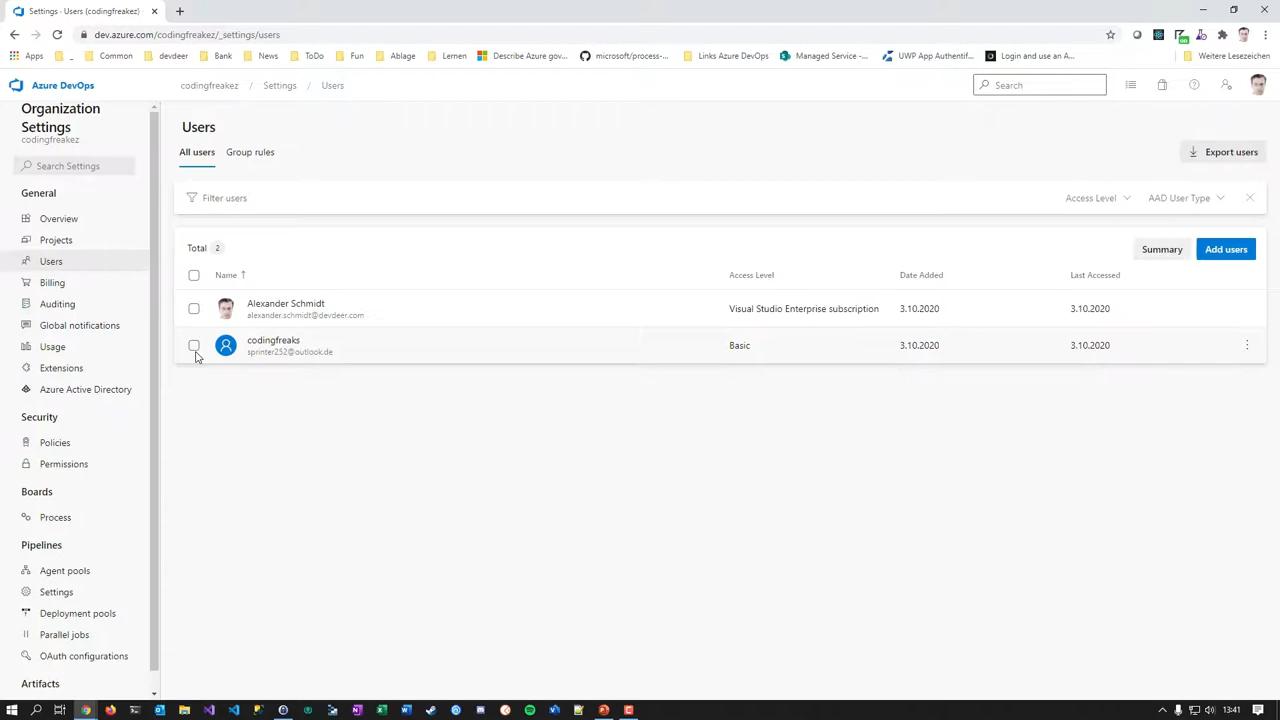 Settings - Users (codingfreakez)
dev.azure.com/codingfreakez/_settings/users
Apps
_
Common
devdeer
Bank
News
ToDo
Fun
Ablage
Lernen
Describe Azure gov...
microsoft/process-...
Links Azure DevOps
Managed Service -...
UWP App Authentif...
Login and use an A...
Weitere Lesezeichen
Azure DevOps
codingfreakez / Settings / Users
Search
Organization
Settings
codingfreakez
Search Settings
General
Overview
Projects
Users
Billing
Auditing
Global notifications
Usage
Extensions
Azure Active Directory
Security
Policies
Permissions
Boards
Process
Pipelines
Agent pools
Settings
Deployment pools
Parallel jobs
OAuth configurations
Artifacts
Users
All users
Group rules
Export users
Filter users
Access Level
AAD User Type
Total 2
Summary
Add users
Name ↑
Access Level
Date Added
Last Accessed
Alexander Schmidt
alexander.schmidt@devdeer.com
Visual Studio Enterprise subscription
3.10.2020
3.10.2020
codingfreaks
sprinter252@outlook.de
Basic
3.10.2020
3.10.2020
13:41